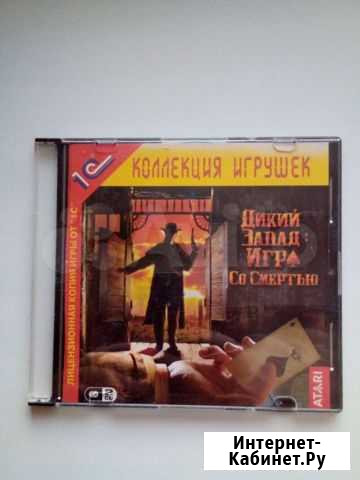 1С
КОЛЛЕКЦИЯ ИГРУШЕК
ЛИЦЕНЗИОННАЯ КОПИЯ ИГРЫ ОТ "1С"
ДИКИЙ
ЗАПАД
ИГРА
СО СМЕРТЬЮ
ATARI
Интернет-
Кабинет.Ру